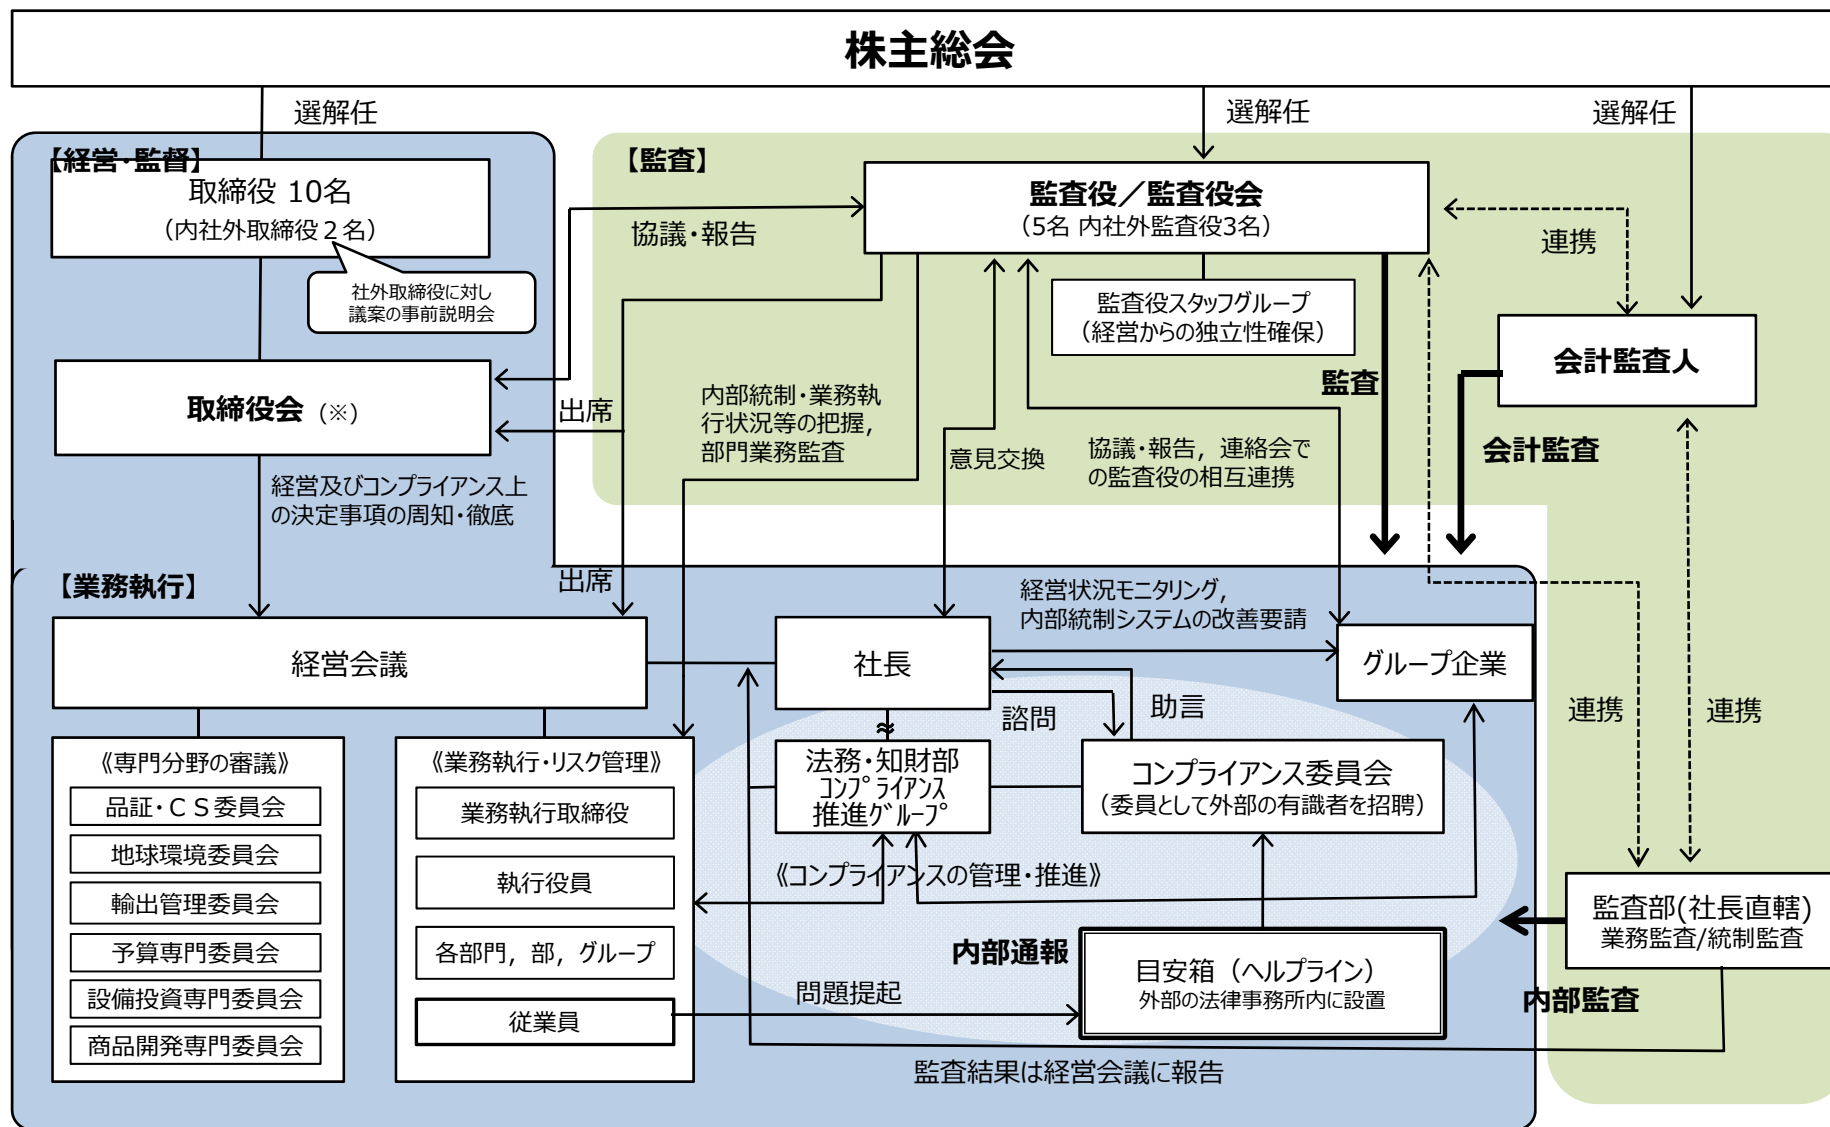 株主総会
選解任
選解任
選解任
【経営・監督】
取締役 10名
（内社外取締役２名）
社外取締役に対し
議案の事前説明会
取締役会（※）
経営及びコンプライアンス上
の決定事項の周知・徹底
【監査】
監査役／監査役会
（5名 内社外監査役3名）
協議・報告
連携
監査役スタッフグループ
（経営からの独立性確保）
会計監査人
監査
会計監査
出席
内部統制・業務執
行状況等の把握，
部門業務監査
意見交換
協議・報告，連絡会で
の監査役の相互連携
【業務執行】
出席
経営状況モニタリング，
内部統制システムの改善要請
経営会議
社長
グループ企業
諮問
助言
連携
連携
《専門分野の審議》
品証・ＣＳ委員会
地球環境委員会
輸出管理委員会
予算専門委員会
設備投資専門委員会
商品開発専門委員会
《業務執行・リスク管理》
業務執行取締役
執行役員
各部門，部，グループ
従業員
法務・知財部
ｺﾝﾌﾟﾗｲｱﾝｽ
推進ｸﾞﾙｰﾌﾟ
コンプライアンス委員会
（委員として外部の有識者を招聘）
《コンプライアンスの管理・推進》
内部通報
問題提起
目安箱（ヘルプライン）
外部の法律事務所内に設置
監査部(社長直轄)
業務監査/統制監査
内部監査
監査結果は経営会議に報告